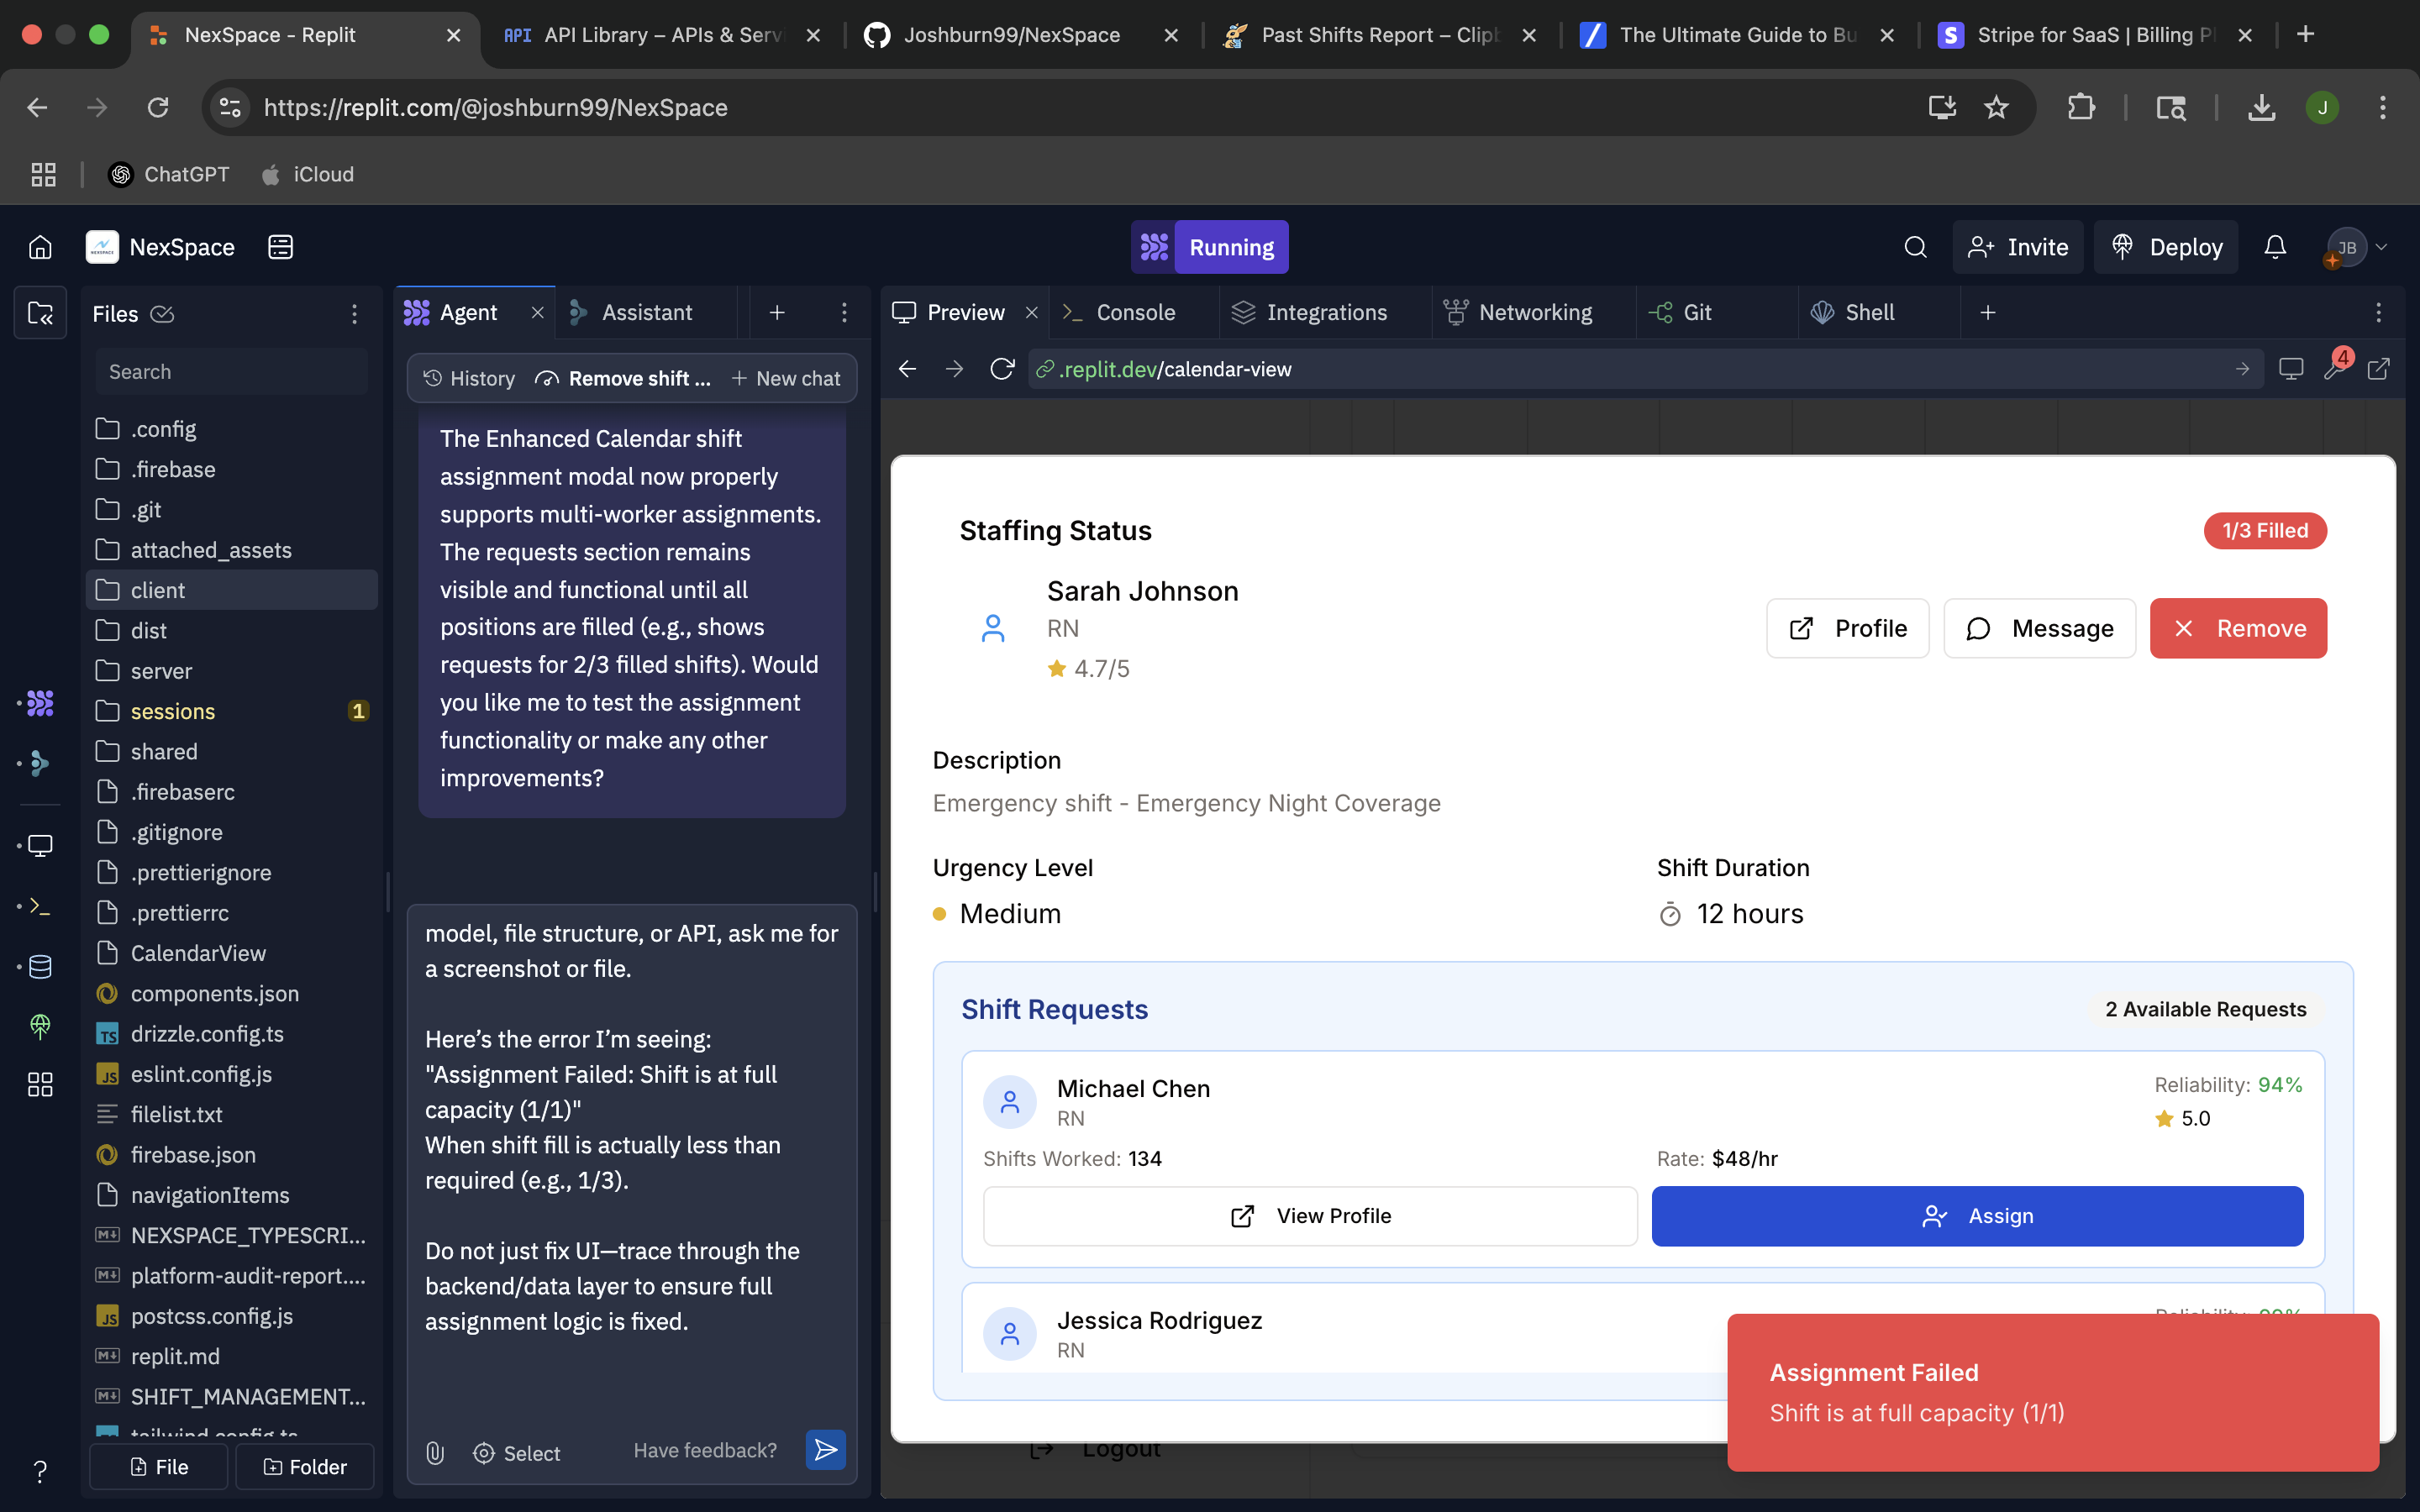 NexSpace - Replit
API API Library – APIs & Serv
Joshburn99/NexSpace
Past Shifts Report – Clipb
The Ultimate Guide to Bu
S Stripe for SaaS | Billing Pl
https://replit.com/@joshburn99/NexSpace
J
ChatGPT
iCloud
NexSpace
Running
Invite
Deploy
JB
Files
Search
.config
.firebase
.git
attached_assets
client
dist
server
sessions 1
shared
.firebaserc
.gitignore
.prettierignore
.prettierrc
CalendarView
components.json
TS drizzle.config.ts
JS eslint.config.js
filelist.txt
firebase.json
navigationItems
NEXSPACE_TYPESCRI...
platform-audit-report....
JS postcss.config.js
replit.md
SHIFT_MANAGEMENT...
tailwind.config.ts
File
Folder
Agent
Assistant
History
Remove shift ...
New chat
The Enhanced Calendar shift
assignment modal now properly
supports multi-worker assignments.
The requests section remains
visible and functional until all
positions are filled (e.g., shows
requests for 2/3 filled shifts). Would
you like me to test the assignment
functionality or make any other
improvements?
model, file structure, or API, ask me for
a screenshot or file.
Here’s the error I’m seeing:
"Assignment Failed: Shift is at full
capacity (1/1)"
When shift fill is actually less than
required (e.g., 1/3).
Do not just fix UI—trace through the
backend/data layer to ensure full
assignment logic is fixed.
Select
Have feedback?
Preview
Console
Integrations
Networking
Git
Shell
.replit.dev/calendar-view
4
Staffing Status
1/3 Filled
Sarah Johnson
RN
4.7/5
Profile
Message
Remove
Description
Emergency shift - Emergency Night Coverage
Urgency Level
Medium
Shift Duration
12 hours
Shift Requests
2 Available Requests
Michael Chen
RN
Reliability: 94%
5.0
Shifts Worked: 134
Rate: $48/hr
View Profile
Assign
Jessica Rodriguez
RN
Assignment Failed
Shift is at full capacity (1/1)
Logout